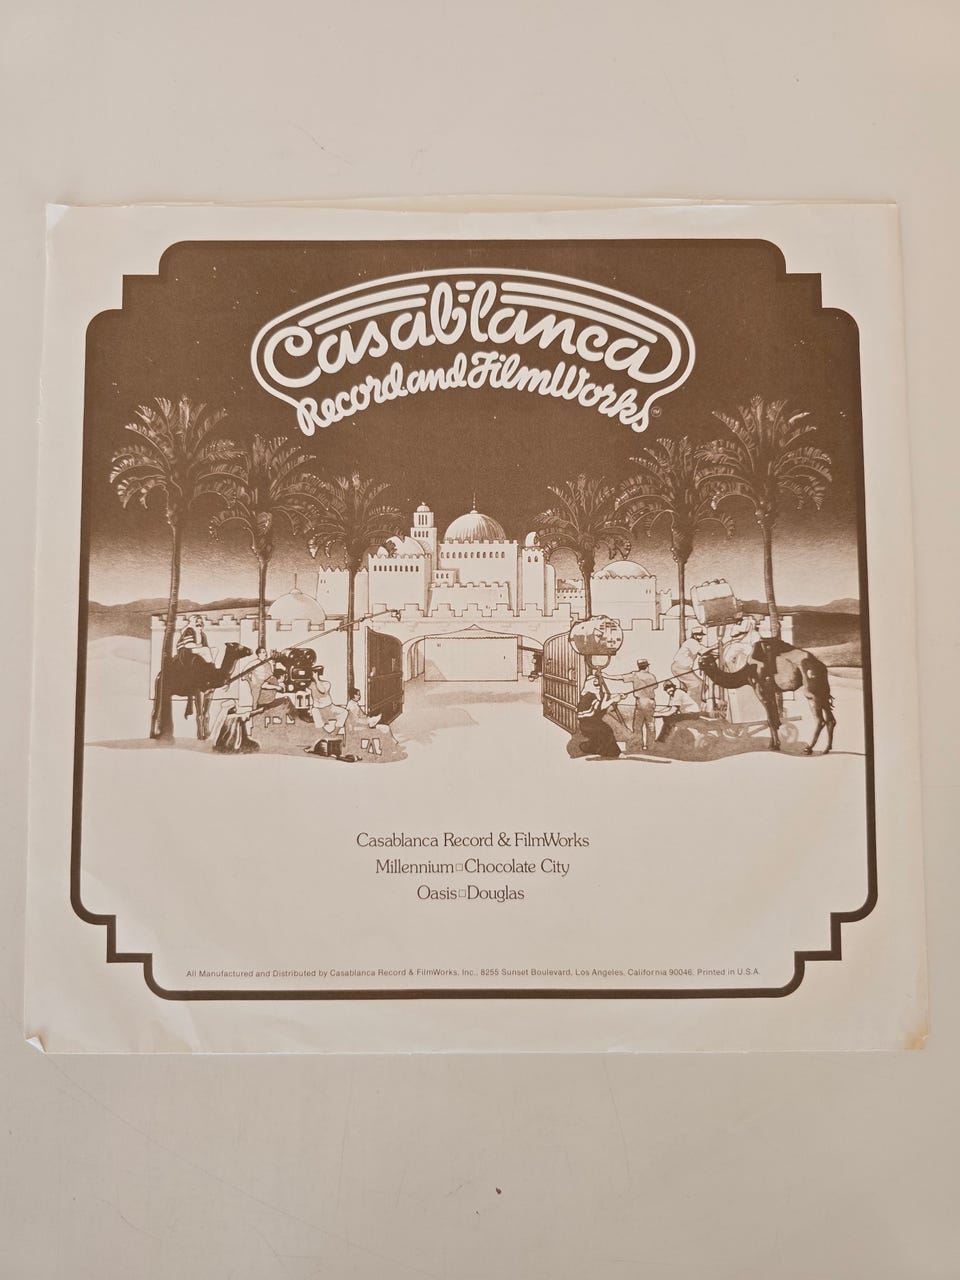 Casablanca
Record and FilmWorks
TM
Casablanca Record & FilmWorks
Millennium□Chocolate City
Oasis□Douglas
All Manufactured and Distributed by Casablanca Record & FilmWorks, Inc., 8255 Sunset Boulevard, Los Angeles, California 90046. Printed in U.S.A.